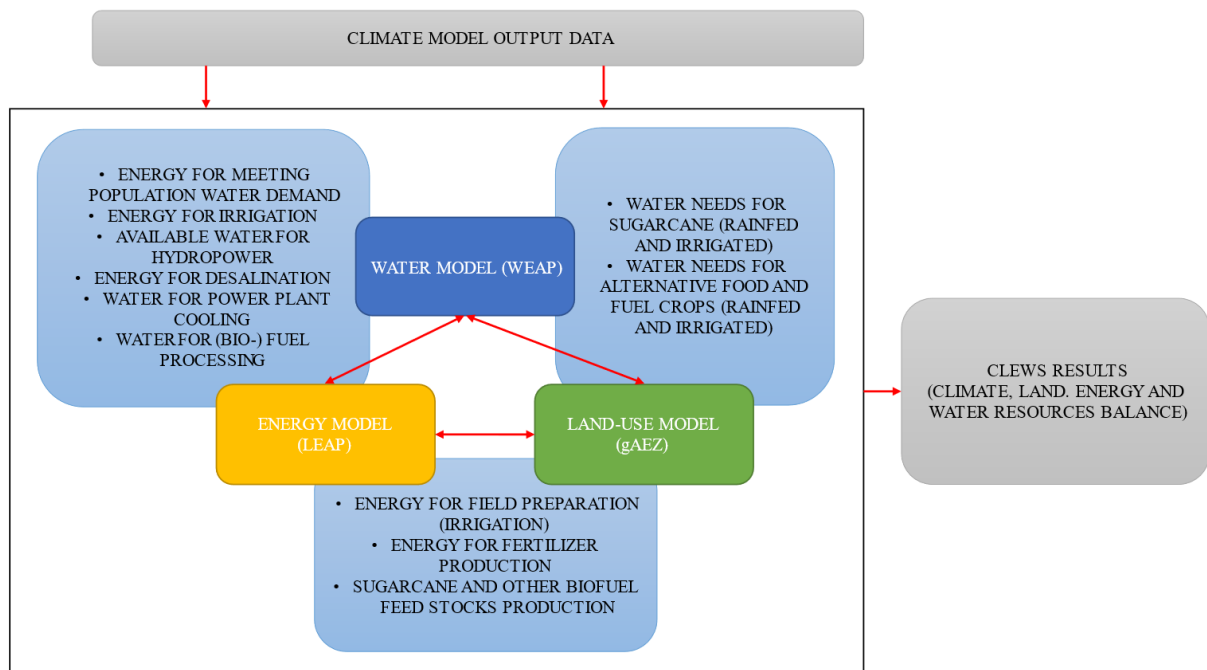 CLIMATE MODEL OUTPUT DATA
• ENERGY FOR MEETING
POPULATION WATER DEMAND
• ENERGY FOR IRRIGATION
• AVAILABLE WATER FOR
HYDROPOWER
• ENERGY FOR DESALINATION
• WATER FOR POWER PLANT
COOLING
• WATER FOR (BIO-) FUEL
PROCESSING
WATER MODEL (WEAP)
• WATER NEEDS FOR
SUGARCANE (RAINFED
AND IRRIGATED)
• WATER NEEDS FOR
ALTERNATIVE FOOD AND
FUEL CROPS (RAINFED
AND IRRIGATED)
ENERGY MODEL
(LEAP)
LAND-USE MODEL
(gAEZ)
• ENERGY FOR FIELD PREPARATION
(IRRIGATION)
• ENERGY FOR FERTILIZER
PRODUCTION
• SUGARCANE AND OTHER BIOFUEL
FEED STOCKS PRODUCTION
CLEWS RESULTS
(CLIMATE, LAND. ENERGY AND
WATER RESOURCES BALANCE)